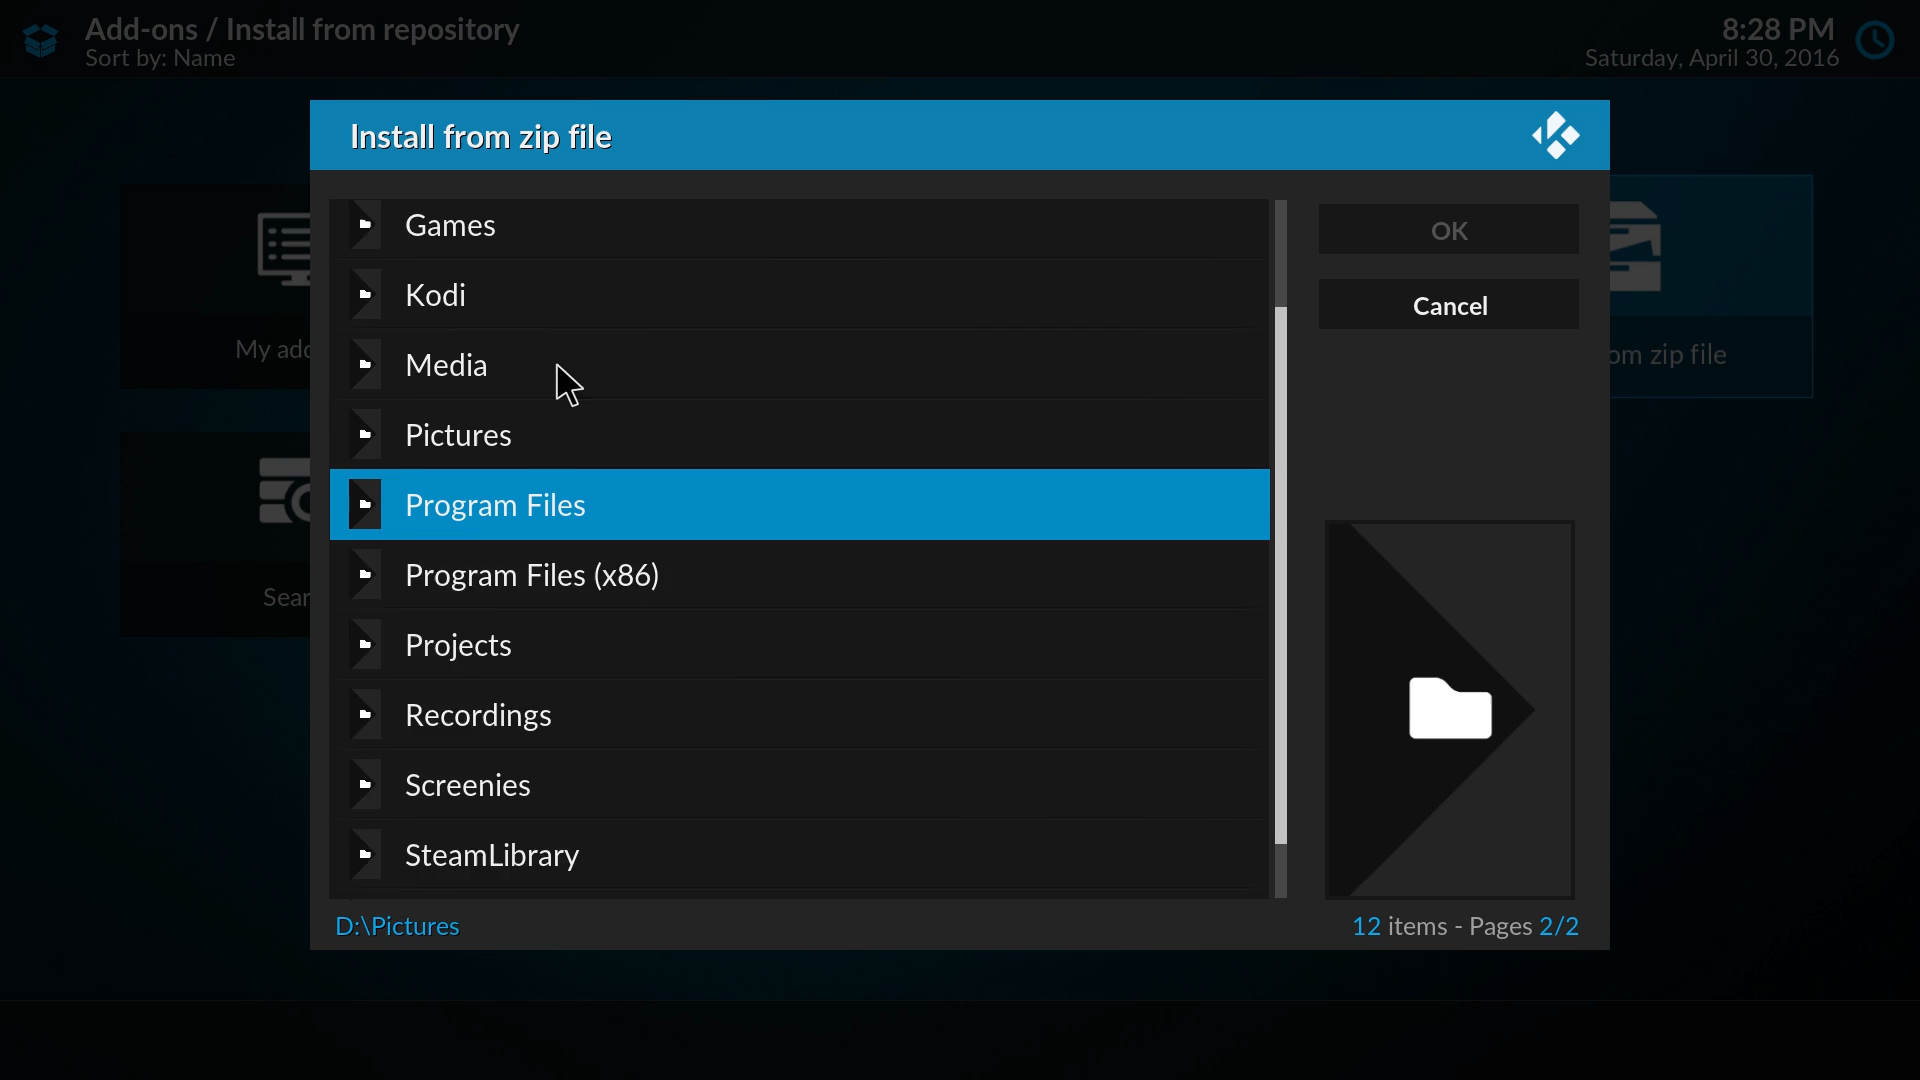 Add-ons / Install from repository
Sort by: Name
8:28 PM
Saturday, April 30, 2016
Install from zip file
Games
Kodi
Media
Pictures
Program Files
Program Files (x86)
Projects
Recordings
Screenies
SteamLibrary
OK
Cancel
My add
om zip file
Sear
D:\Pictures
12 items - Pages 2/2